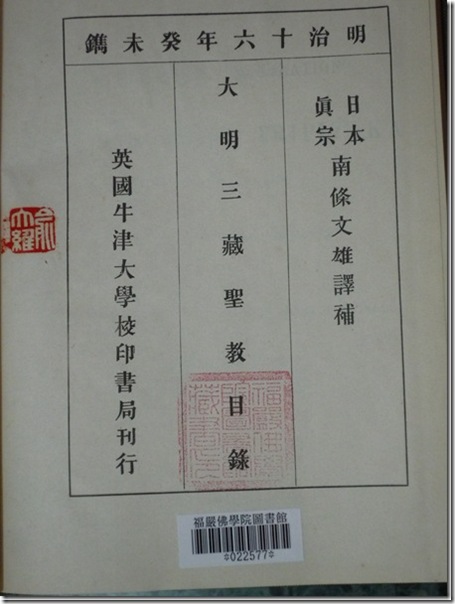 明治十六年癸未鐫
日本
眞宗
南條文雄譯補
大明三藏聖教目錄
英國牛津大學校印書局刊行
福嚴佛學院圖書館
022577